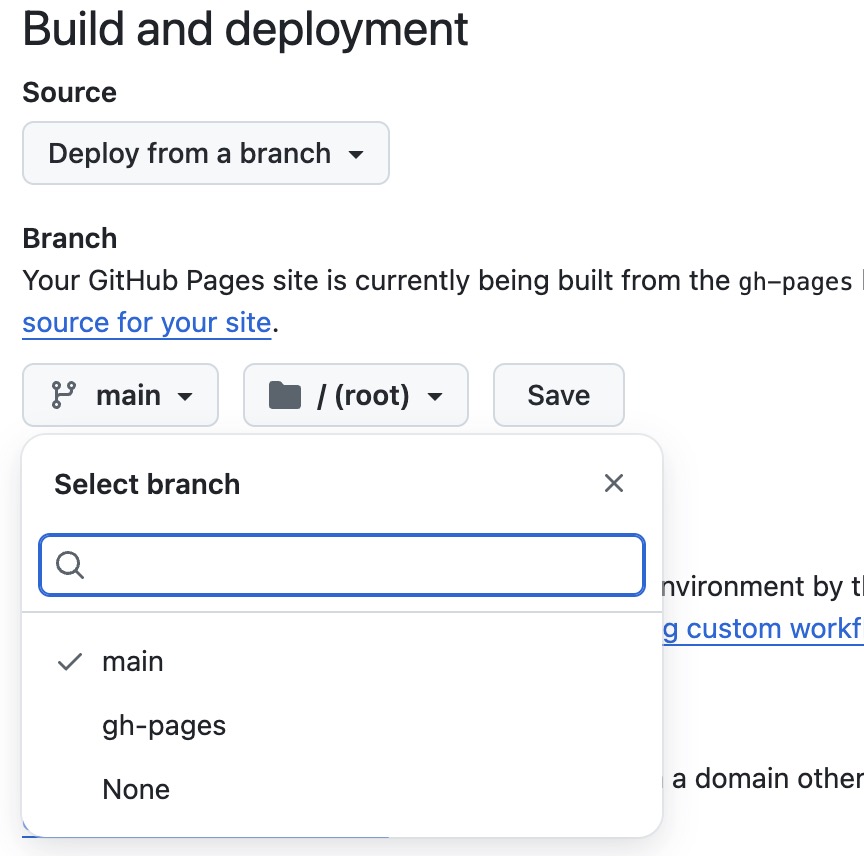 Build and deployment
Source
Deploy from a branch
Branch
Your GitHub Pages site is currently being built from the gh-pages
source for your site.
main / (root) Save
Select branch
nvironment by
g custom workf
main
gh-pages
a domain other
None